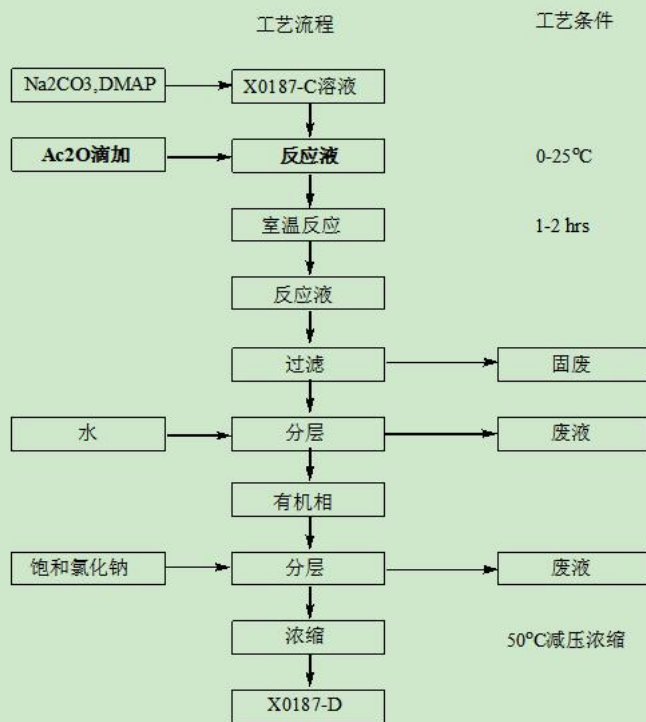 工艺流程 工艺条件
Na2CO3,DMAP X0187-C溶液
Ac2O滴加 反应液 0-25℃
室温反应 1-2 hrs
反应液
过滤 固废
水 分层 废液
有机相
饱和氯化钠 分层 废液
浓缩 50℃减压浓缩
X0187-D